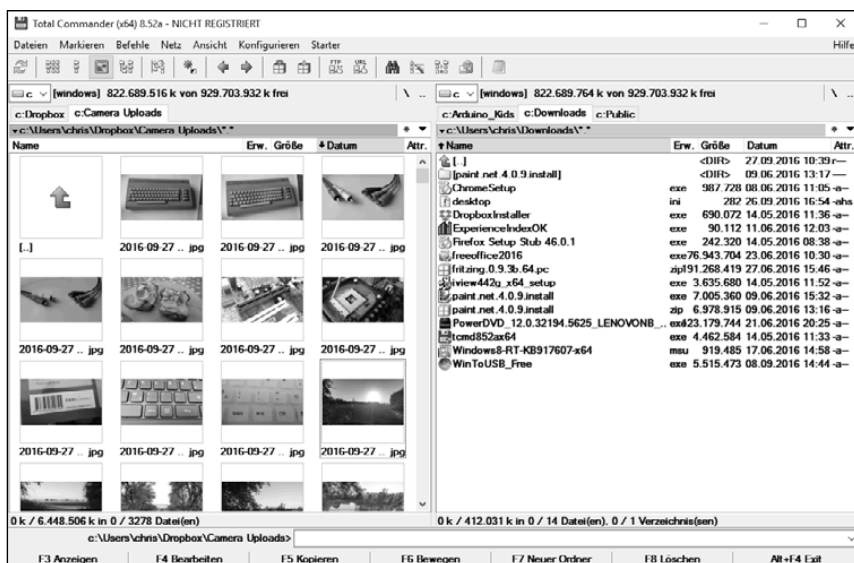 Total Commander (x64) 8.52a - NICHT REGISTRIERT
Dateien Markieren Befehle Netz Ansicht Konfigurieren Starter Hilfe
FTP URL
c [windows] 822.689.516 k von 929.703.932 k frei \ ..
c:Dropbox c:Camera Uploads
c:\Users\chris\Dropbox\Camera Uploads\*.* * ▼
Name Erw. Größe Datum Attr.
[..] 2016-09-27 .. jpg 2016-09-27 .. jpg 2016-09-27 .. jpg
2016-09-27 .. jpg 2016-09-27 .. jpg 2016-09-27 .. jpg 2016-09-27 .. jpg
2016-09-27 .. jpg 2016-09-27 .. jpg 2016-09-27 .. jpg 2016-09-27 .. jpg
0 k / 6.448.506 k in 0 / 3278 Datei(en)
c [windows] 822.689.764 k von 929.703.932 k frei \ ..
c:Arduino_Kids c:Downloads c:Public
c:\Users\chris\Downloads\*.* * ▼
Name Erw. Größe Datum Attr.
[..] <DIR> 27.09.2016 10:39 r—
[paint.net.4.0.9.install] <DIR> 09.06.2016 13:17 —
ChromeSetup exe 987.728 08.06.2016 11:05 -a–
desktop ini 282 26.09.2016 16:54 -ahs
DropboxInstaller exe 690.072 14.05.2016 11:36 -a–
ExperienceIndexOK exe 90.112 11.06.2016 12:03 -a–
Firefox Setup Stub 46.0.1 exe 242.320 14.05.2016 08:38 -a–
freeoffice2016 exe 76.943.704 23.06.2016 10:30 -a–
fritzing.0.9.3b.64.pc zip 191.268.419 27.06.2016 15:46 -a–
iview442g_x64_setup exe 3.635.680 14.05.2016 11:52 -a–
paint.net.4.0.9.install exe 7.005.360 09.06.2016 15:32 -a–
paint.net.4.0.9.install zip 6.978.915 09.06.2016 13:16 -a–
PowerDVD_12.0.32194.5625_LENOVONB_.. 21.06.2016 20:25 -a–
tcmd852ax64 exe 4.462.584 14.05.2016 11:33 -a–
Windows8-RT-KB917607-x64 msu 919.485 17.06.2016 14:58 -a–
WinToUSB_Free exe 5.515.473 08.09.2016 14:44 -a–
0 k / 412.031 k in 0 / 14 Datei(en), 0 / 1 Verzeichnis(sen)
c:\Users\chris\Dropbox\Camera Uploads>
F3 Anzeigen F4 Bearbeiten F5 Kopieren F6 Bewegen F7 Neuer Ordner F8 Löschen Alt+F4 Exit